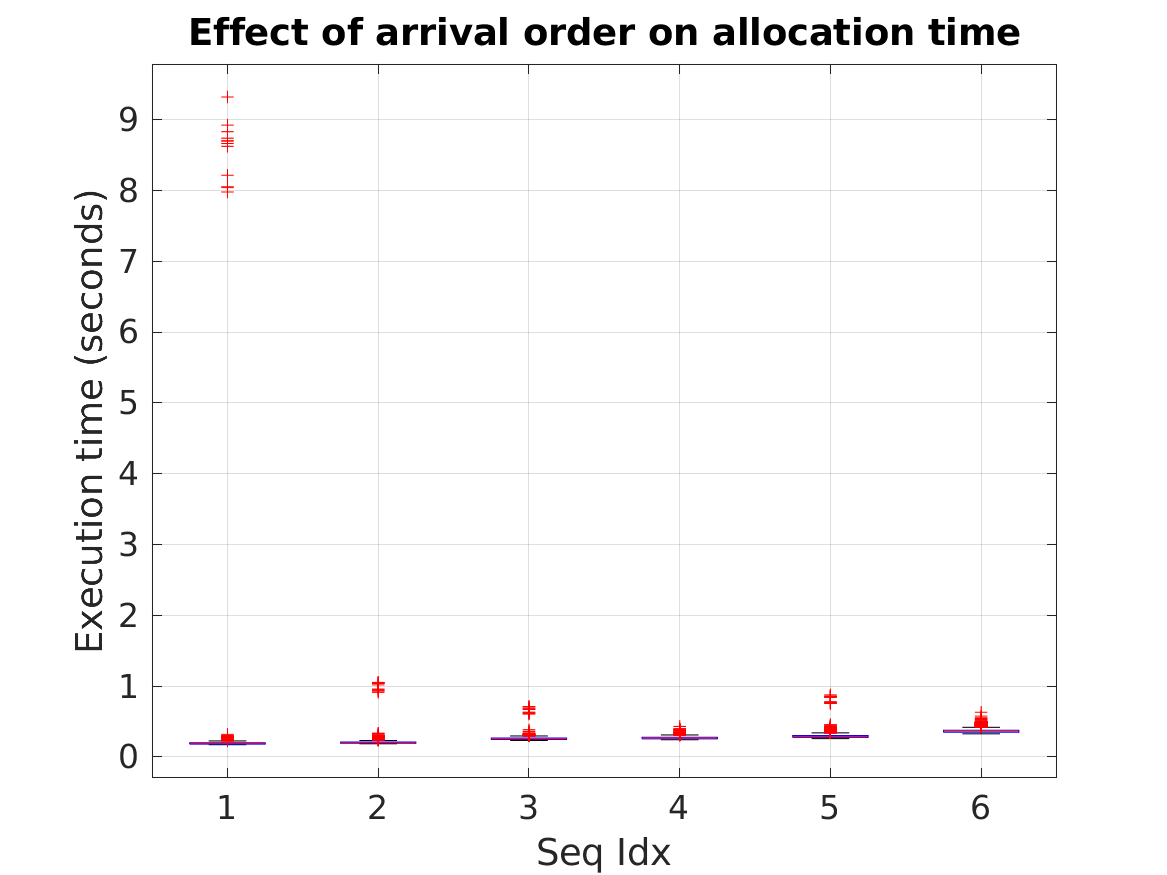 Effect of arrival order on allocation time
Execution time (seconds)
9
8
7
6
5
4
3
2
1
0
1 2 3 4 5 6
Seq Idx